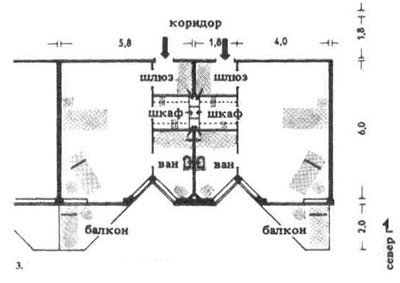 коридор
5,8 1,8 4,0 1,8
шлюз шлюз
шкаф шкаф
6,0
ван ван
балкон балкон
2,0
север
3.